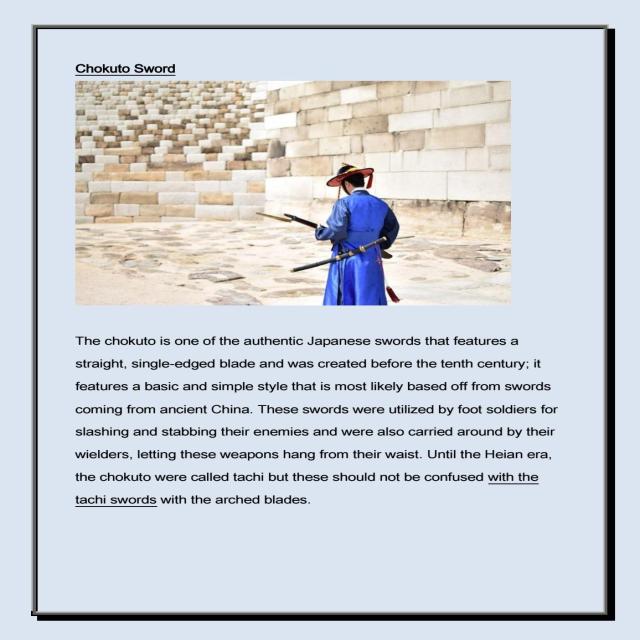 Chokuto Sword
The chokuto is one of the authentic Japanese swords that features a
straight, single-edged blade and was created before the tenth century; it
features a basic and simple style that is most likely based off from swords
coming from ancient China. These swords were utilized by foot soldiers for
slashing and stabbing their enemies and were also carried around by their
wielders, letting these weapons hang from their waist. Until the Heian era,
the chokuto were called tachi but these should not be confused with the
tachi swords with the arched blades.